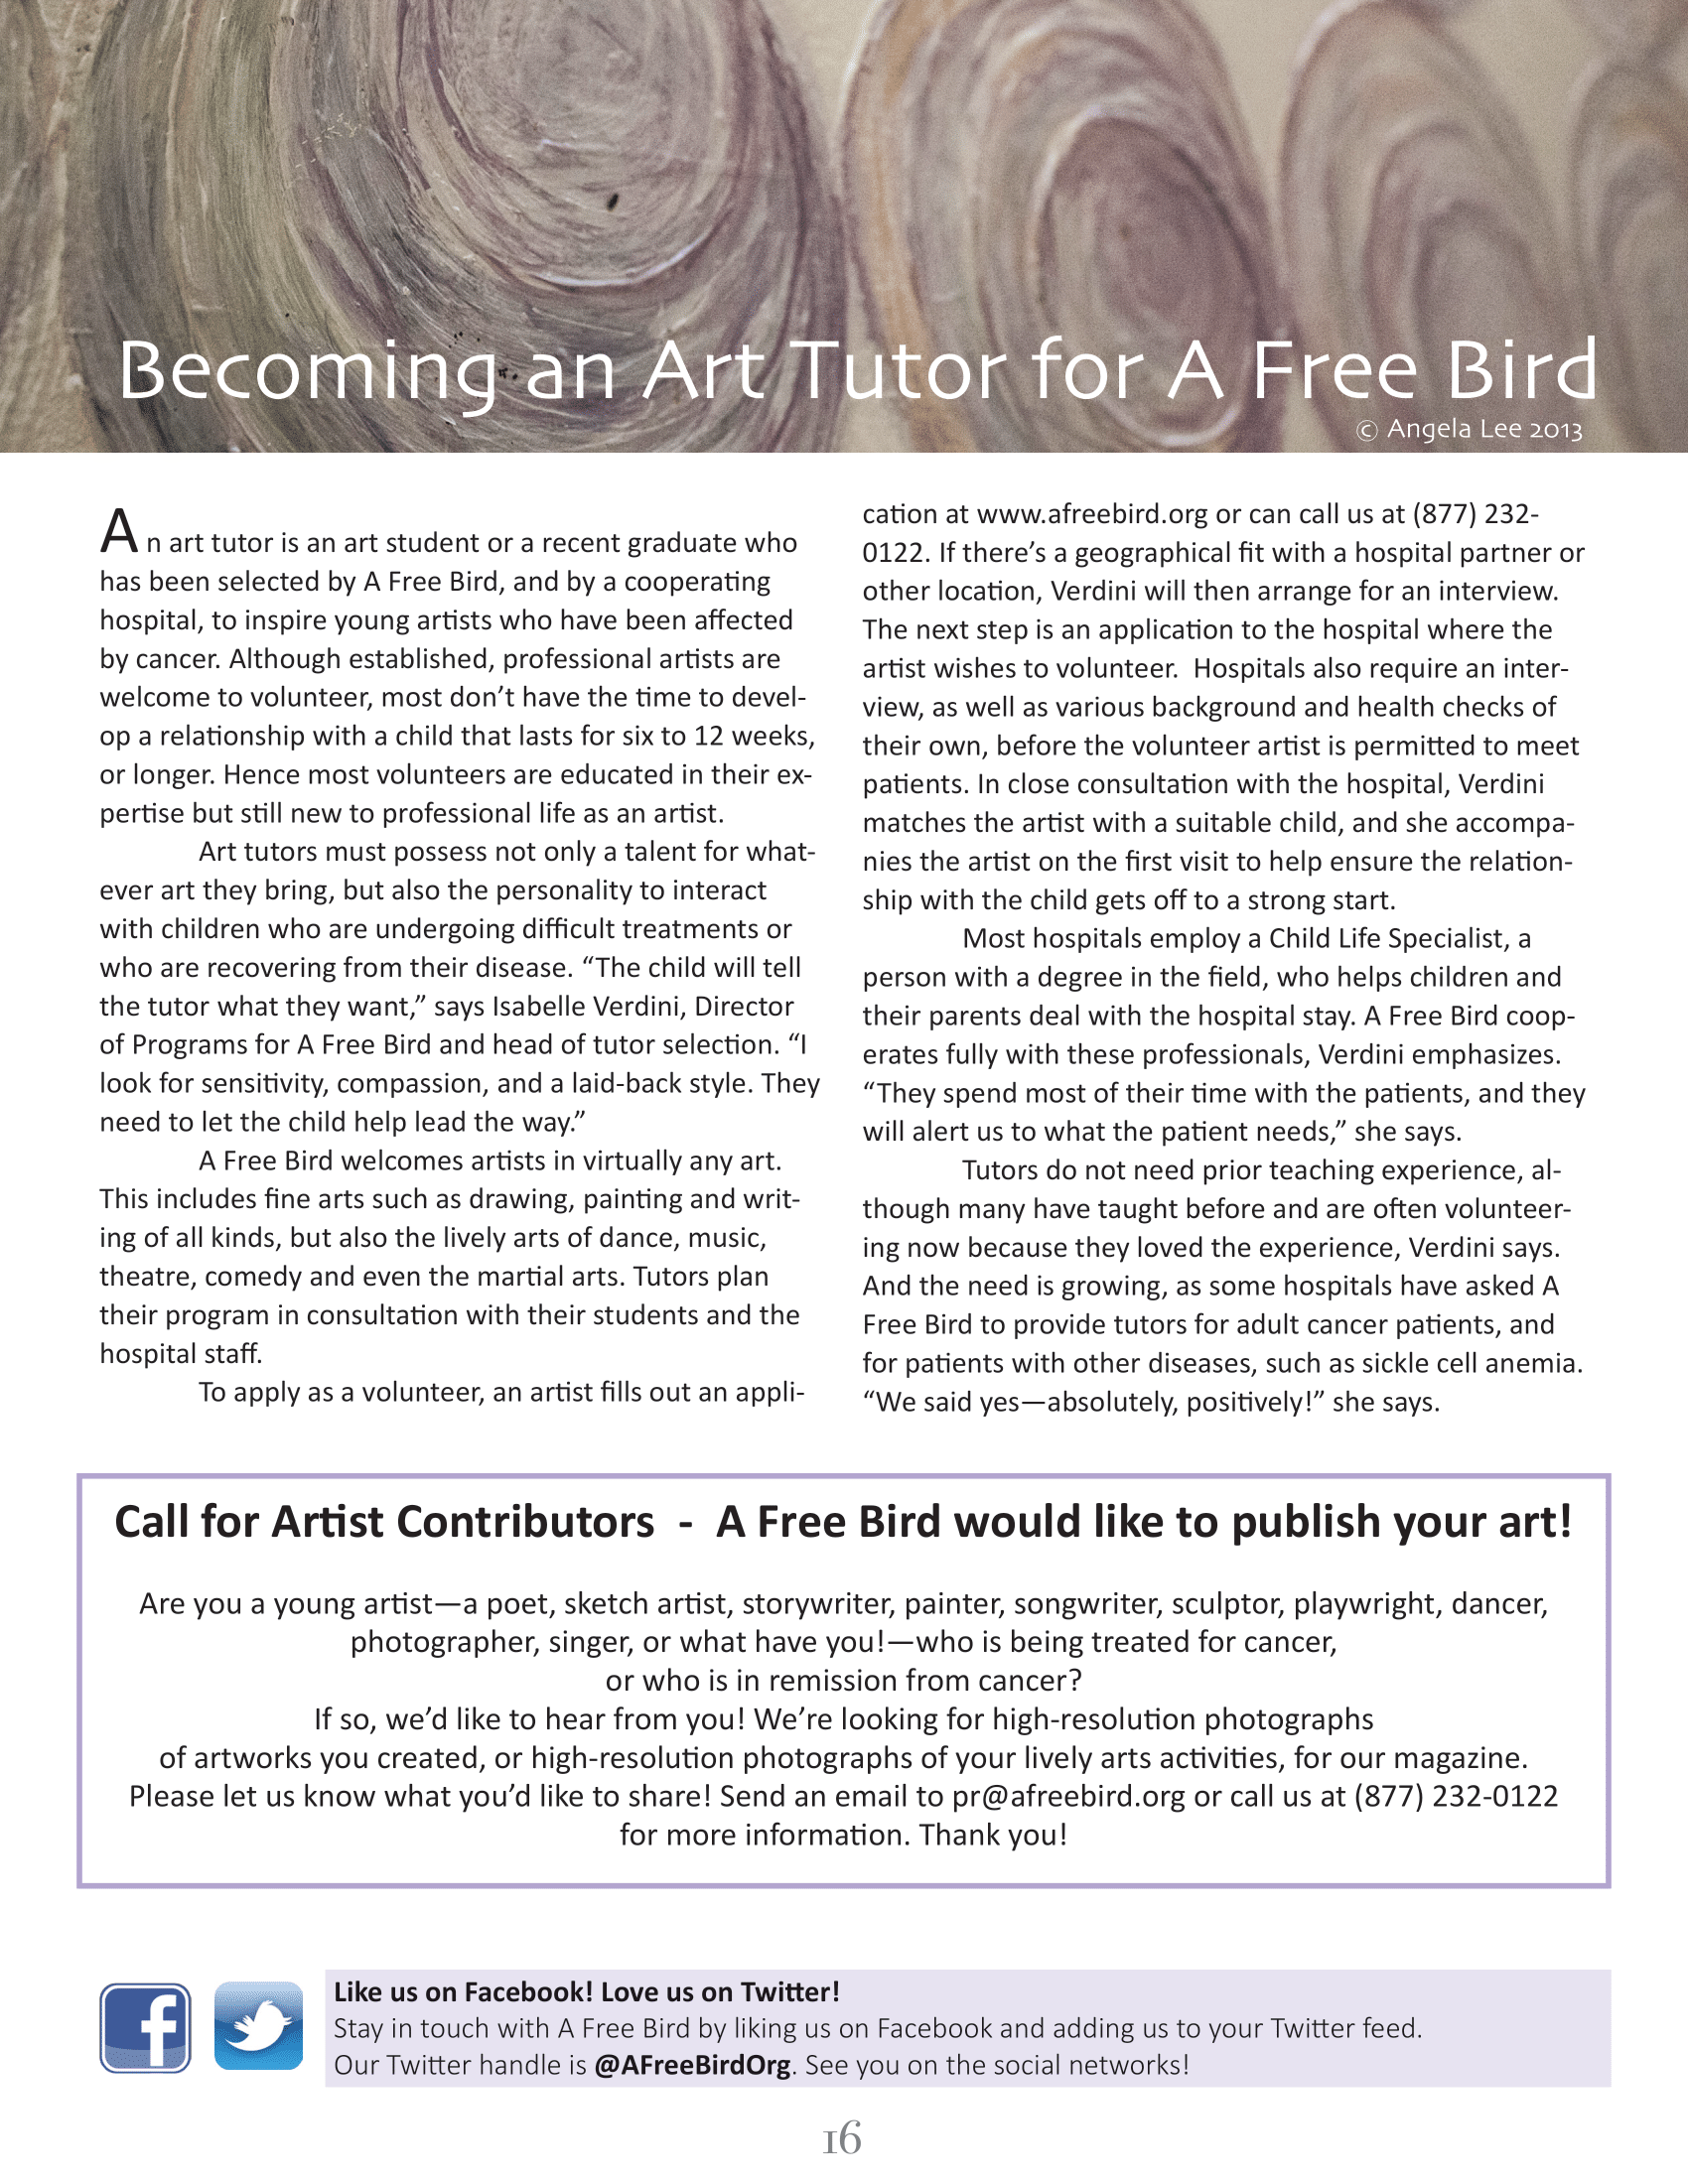 Becoming an Art Tutor for A Free Bird
© Angela Lee 2013
An art tutor is an art student or a recent graduate who
has been selected by A Free Bird, and by a cooperating
hospital, to inspire young artists who have been affected
by cancer. Although established, professional artists are
welcome to volunteer, most don’t have the time to devel-
op a relationship with a child that lasts for six to 12 weeks,
or longer. Hence most volunteers are educated in their ex-
pertise but still new to professional life as an artist.
Art tutors must possess not only a talent for what-
ever art they bring, but also the personality to interact
with children who are undergoing difficult treatments or
who are recovering from their disease. “The child will tell
the tutor what they want,” says Isabelle Verdini, Director
of Programs for A Free Bird and head of tutor selection. “I
look for sensitivity, compassion, and a laid-back style. They
need to let the child help lead the way.”
A Free Bird welcomes artists in virtually any art.
This includes fine arts such as drawing, painting and writ-
ing of all kinds, but also the lively arts of dance, music,
theatre, comedy and even the martial arts. Tutors plan
their program in consultation with their students and the
hospital staff.
To apply as a volunteer, an artist fills out an appli-
cation at www.afreebird.org or can call us at (877) 232-
0122. If there’s a geographical fit with a hospital partner or
other location, Verdini will then arrange for an interview.
The next step is an application to the hospital where the
artist wishes to volunteer.  Hospitals also require an inter-
view, as well as various background and health checks of
their own, before the volunteer artist is permitted to meet
patients. In close consultation with the hospital, Verdini
matches the artist with a suitable child, and she accompa-
nies the artist on the first visit to help ensure the relation-
ship with the child gets off to a strong start.
Most hospitals employ a Child Life Specialist, a
person with a degree in the field, who helps children and
their parents deal with the hospital stay. A Free Bird coop-
erates fully with these professionals, Verdini emphasizes.
“They spend most of their time with the patients, and they
will alert us to what the patient needs,” she says.
Tutors do not need prior teaching experience, al-
though many have taught before and are often volunteer-
ing now because they loved the experience, Verdini says.
And the need is growing, as some hospitals have asked A
Free Bird to provide tutors for adult cancer patients, and
for patients with other diseases, such as sickle cell anemia.
“We said yes—absolutely, positively!” she says.
Call for Artist Contributors  -  A Free Bird would like to publish your art!
Are you a young artist—a poet, sketch artist, storywriter, painter, songwriter, sculptor, playwright, dancer,
photographer, singer, or what have you!—who is being treated for cancer,
or who is in remission from cancer?
If so, we’d like to hear from you! We’re looking for high-resolution photographs
of artworks you created, or high-resolution photographs of your lively arts activities, for our magazine.
Please let us know what you’d like to share! Send an email to pr@afreebird.org or call us at (877) 232-0122
for more information. Thank you!
Like us on Facebook! Love us on Twitter!
Stay in touch with A Free Bird by liking us on Facebook and adding us to your Twitter feed.
Our Twitter handle is @AFreeBirdOrg. See you on the social networks!
16